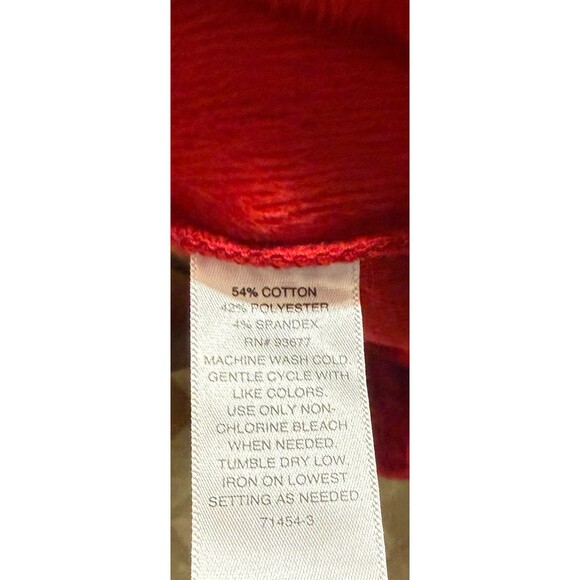 54% COTTON
42% POLYESTER
4% SPANDEX
RN# 93677
MACHINE WASH COLD.
GENTLE CYCLE WITH
LIKE COLORS.
USE ONLY NON-
CHLORINE BLEACH
WHEN NEEDED.
TUMBLE DRY LOW.
IRON ON LOWEST
SETTING AS NEEDED.
71454-3